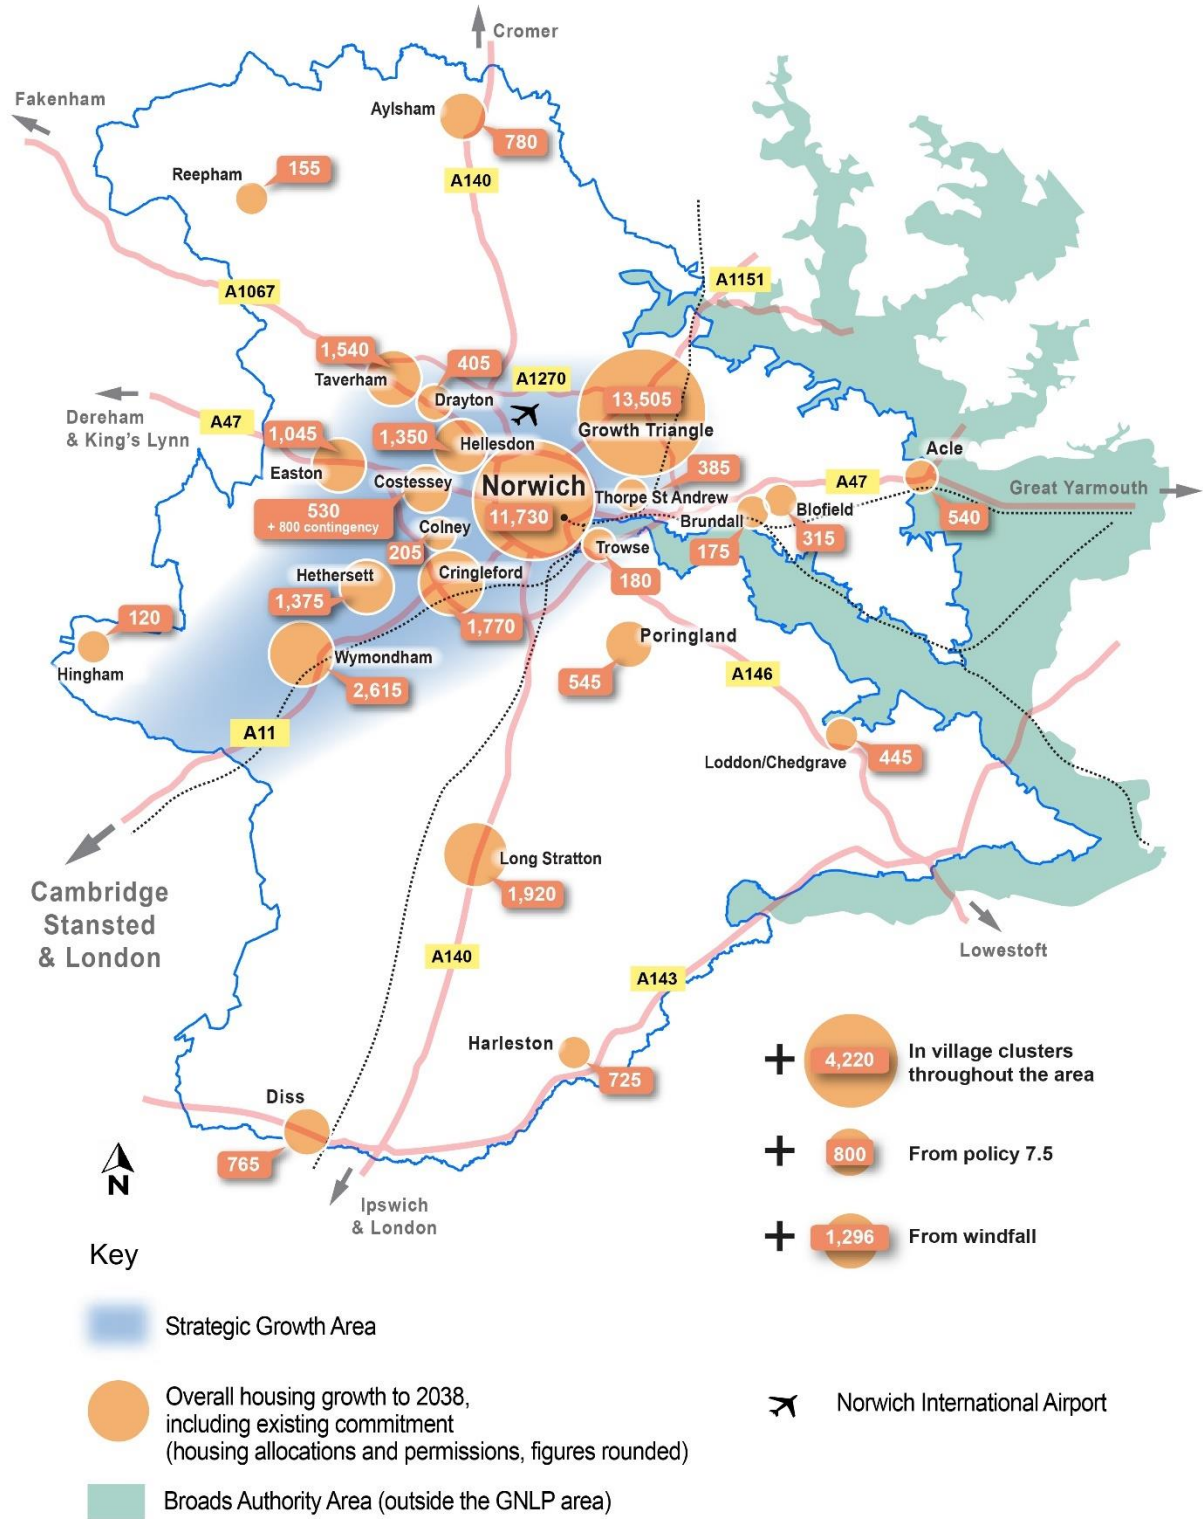 Cromer
Fakenham
Aylsham
780
Reepham
155
A140
A1067
A1151
1,540
Taverham
405
Drayton
A1270
13,505
Growth Triangle
Dereham
& King's Lynn
A47
1,045
Easton
1,350
Hellesdon
Costessey
530
+ 800 contingency
Norwich
11,730
385
Thorpe St Andrew
A47
Acle
540
Great Yarmouth
Blofield
315
Brundall
175
Colney
205
Trowse
180
Hethersett
1,375
Cringleford
1,770
120
Hingham
Wymondham
2,615
Poringland
545
A146
A11
Loddon/Chedgrave
445
Cambridge
Stansted
& London
Long Stratton
1,920
A140
Lowestoft
A143
Harleston
725
Diss
765
Ipswich
& London
N
+ 4,220 In village clusters
throughout the area
+ 800 From policy 7.5
+ 1,296 From windfall
Key
Strategic Growth Area
Overall housing growth to 2038,
including existing commitment
(housing allocations and permissions, figures rounded)
Norwich International Airport
Broads Authority Area (outside the GNLP area)